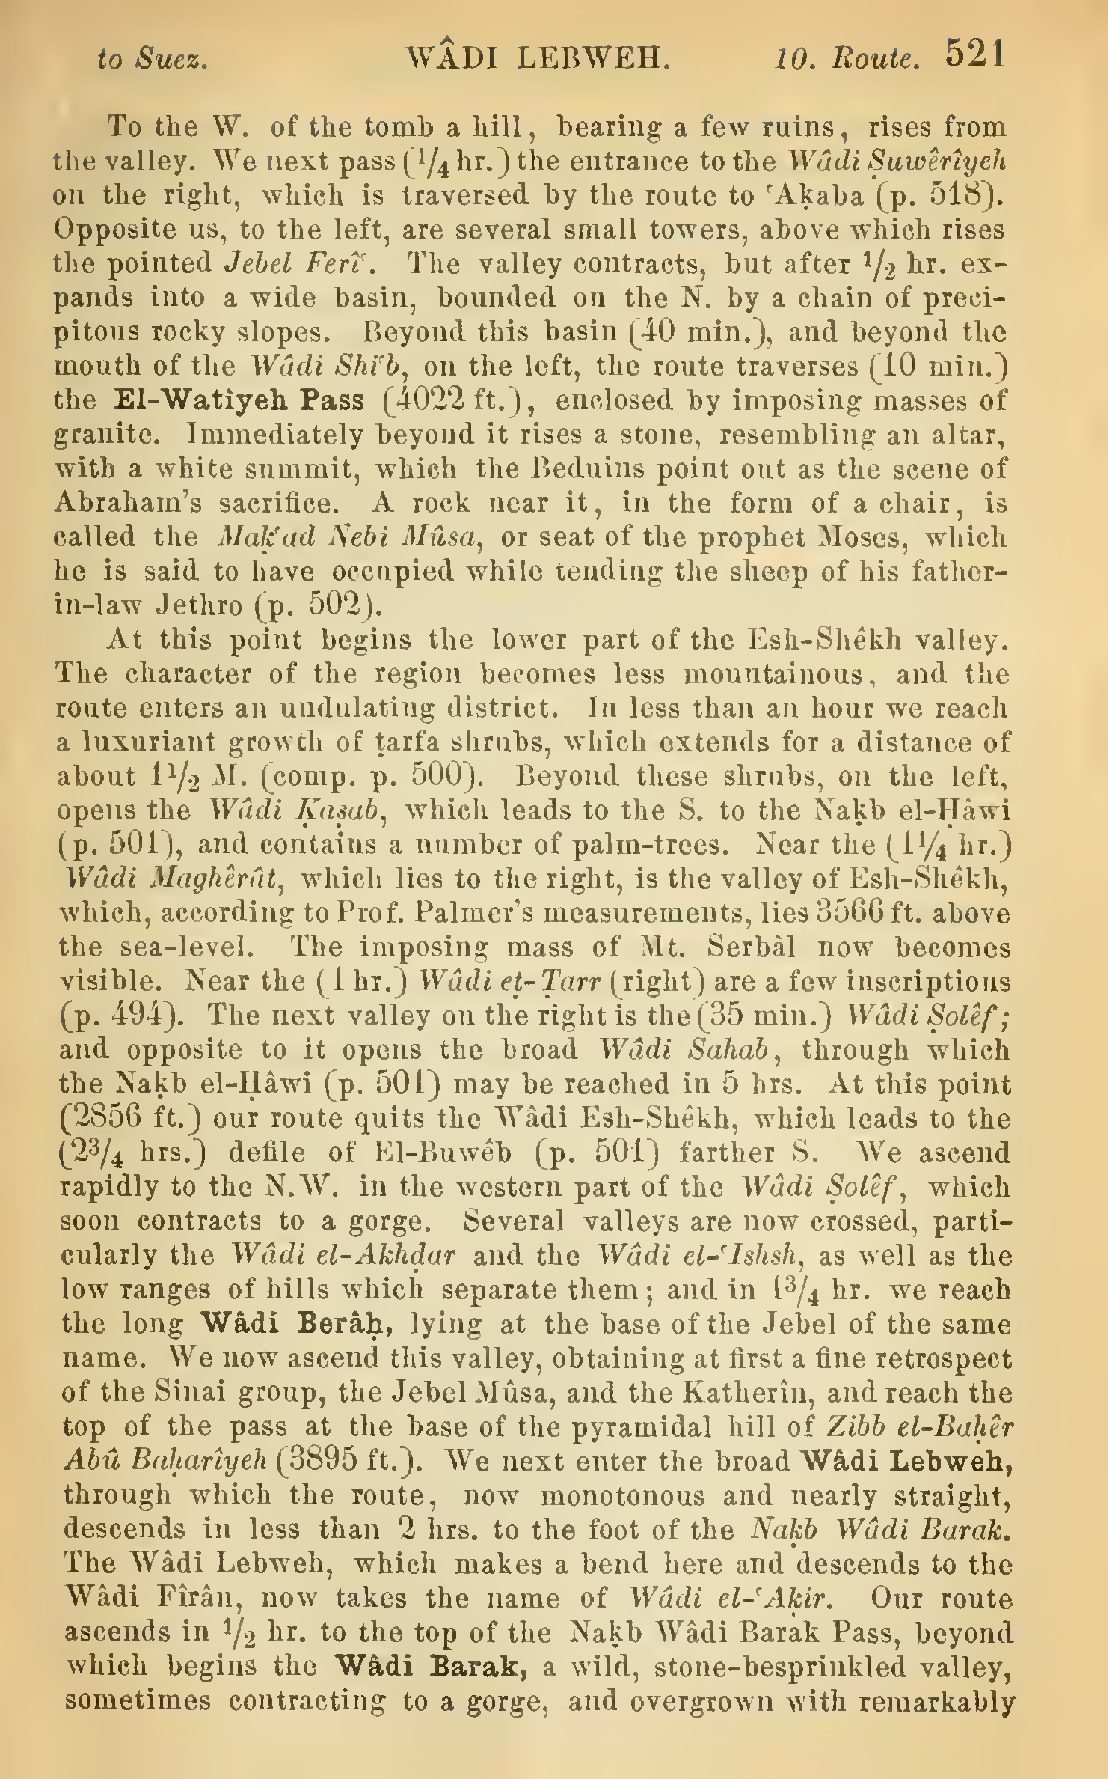 to Suez. WÂDI LEBWEH. 10. Route. 521
To the W. of the tomb a hill, bearing a few ruins, rises from
the valley. We next pass (1/4 hr.) the entrance to the Wâdi Ṣuwêrîyeh
on the right, which is traversed by the route to ʿAḳaba (p. 518).
Opposite us, to the left, are several small towers, above which rises
the pointed Jebel Ferîʿ. The valley contracts, but after 1/2 hr. ex-
pands into a wide basin, bounded on the N. by a chain of preci-
pitous rocky slopes. Beyond this basin (40 min.), and beyond the
mouth of the Wâdi Shiʿb, on the left, the route traverses (10 min.)
the El-Watîyeh Pass (4022 ft.), enclosed by imposing masses of
granite. Immediately beyond it rises a stone, resembling an altar,
with a white summit, which the Beduins point out as the scene of
Abraham's sacrifice. A rock near it, in the form of a chair, is
called the Maḳʿad Nebi Mûsa, or seat of the prophet Moses, which
he is said to have occupied while tending the sheep of his father-
in-law Jethro (p. 502).
At this point begins the lower part of the Esh-Shêkh valley.
The character of the region becomes less mountainous, and the
route enters an undulating district. In less than an hour we reach
a luxuriant growth of ṭarfa shrubs, which extends for a distance of
about 1 1/2 M. (comp. p. 500). Beyond these shrubs, on the left,
opens the Wâdi Ḳaṣab, which leads to the S. to the Naḳb el-Ḥâwi
(p. 501), and contains a number of palm-trees. Near the (1 1/4 hr.)
Wâdi Maghêrât, which lies to the right, is the valley of Esh-Shêkh,
which, according to Prof. Palmer's measurements, lies 3566 ft. above
the sea-level. The imposing mass of Mt. Serbâl now becomes
visible. Near the (1 hr.) Wâdi eṭ-Ṭarr (right) are a few inscriptions
(p. 494). The next valley on the right is the (35 min.) Wâdi Ṣolêf;
and opposite to it opens the broad Wâdi Sahab, through which
the Naḳb el-Ḥâwi (p. 501) may be reached in 5 hrs. At this point
(2856 ft.) our route quits the Wâdi Esh-Shêkh, which leads to the
(2 3/4 hrs.) defile of El-Buwêb (p. 501) farther S. We ascend
rapidly to the N.W. in the western part of the Wâdi Ṣolêf, which
soon contracts to a gorge. Several valleys are now crossed, parti-
cularly the Wâdi el-Akhḍar and the Wâdi el-ʿIshsh, as well as the
low ranges of hills which separate them; and in 1 3/4 hr. we reach
the long Wâdi Berâḥ, lying at the base of the Jebel of the same
name. We now ascend this valley, obtaining at first a fine retrospect
of the Sinai group, the Jebel Mûsa, and the Katherîn, and reach the
top of the pass at the base of the pyramidal hill of Zibb el-Baḥêr
Abû Baḥarîyeh (3895 ft.). We next enter the broad Wâdi Lebweh,
through which the route, now monotonous and nearly straight,
descends in less than 2 hrs. to the foot of the Naḳb Wâdi Barak.
The Wâdi Lebweh, which makes a bend here and descends to the
Wâdi Fîrân, now takes the name of Wâdi el-ʿAḳir. Our route
ascends in 1/2 hr. to the top of the Naḳb Wâdi Barak Pass, beyond
which begins the Wâdi Barak, a wild, stone-besprinkled valley,
sometimes contracting to a gorge, and overgrown with remarkably